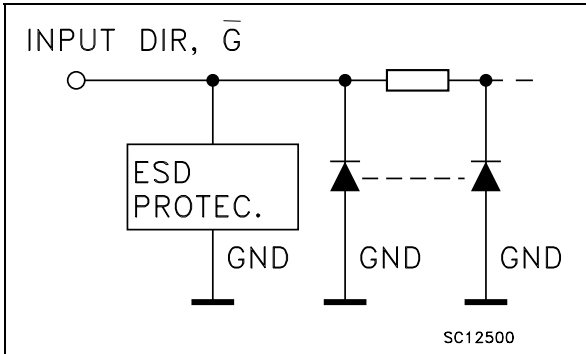 INPUT DIR, G̅
ESD
PROTEC.
GND
GND
GND
SC12500